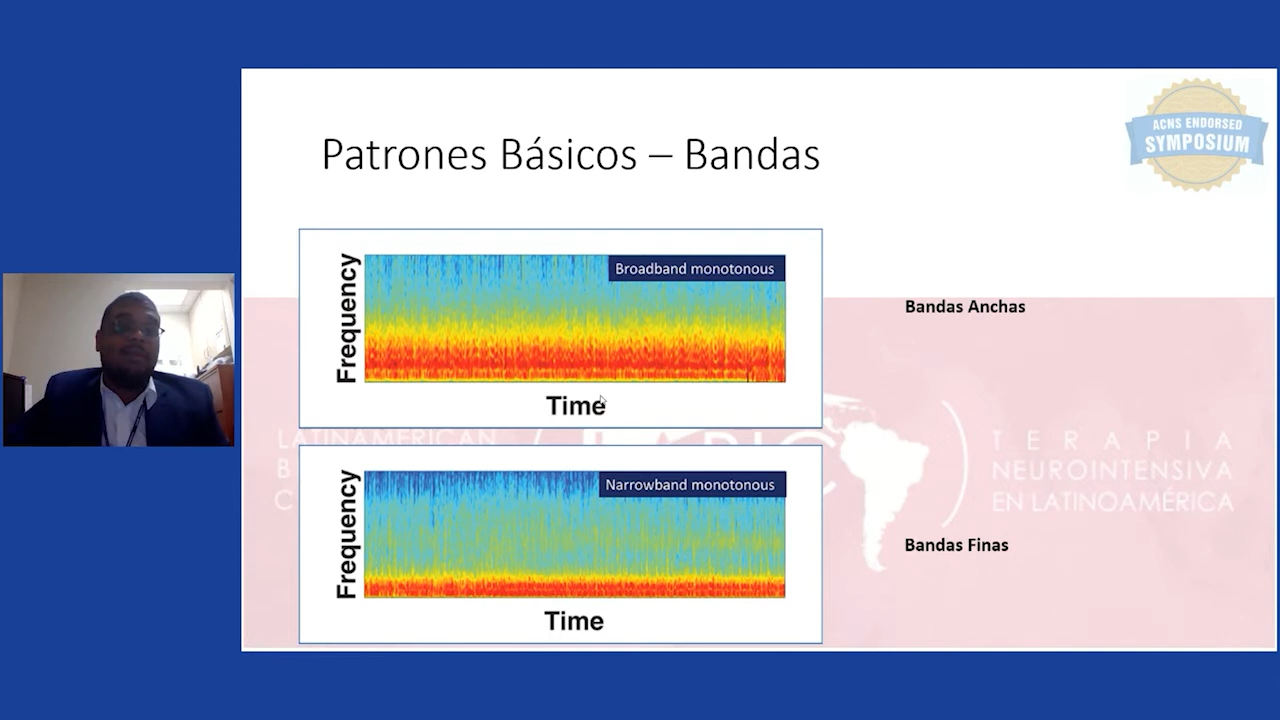 ACNS ENDORSED
SYMPOSIUM
Patrones Básicos – Bandas
Frequency
Broadband monotonous
Time
Bandas Anchas
LATINAMERICAN
TERAPIA
NEUROINTENSIVA
EN LATINOAMÉRICA
Frequency
Narrowband monotonous
Time
Bandas Finas